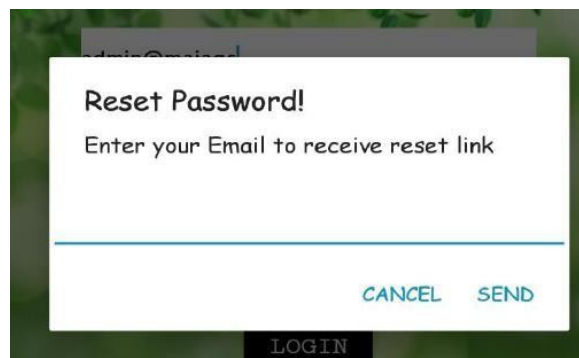 Reset Password!
Enter your Email to receive reset link
CANCEL SEND
LOGIN